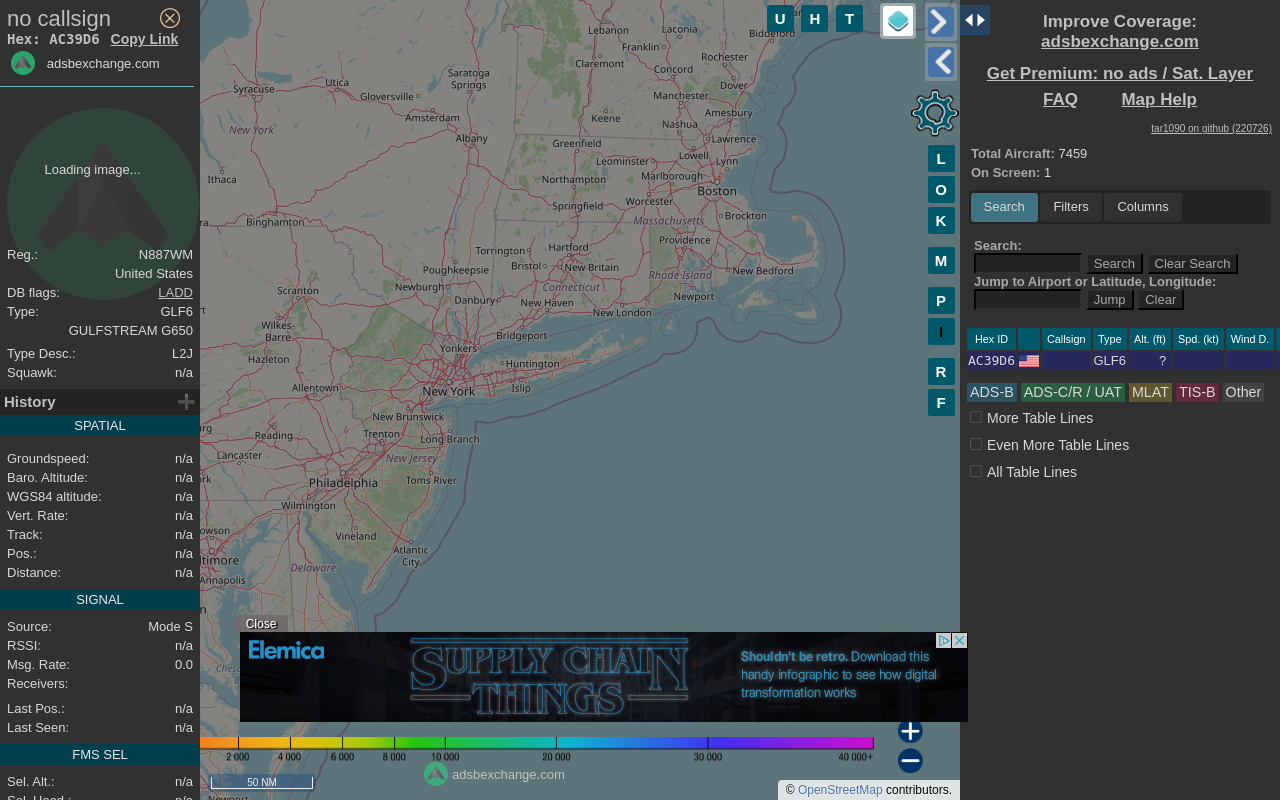 no callsign
Hex: AC39D6 Copy Link
adsbexchange.com
Loading image...
Reg.: N887WM
United States
DB flags: LADD
Type: GLF6
GULFSTREAM G650
Type Desc.: L2J
Squawk: n/a
History
SPATIAL
Groundspeed: n/a
Baro. Altitude: n/a
WGS84 altitude: n/a
Vert. Rate: n/a
Track: n/a
Pos.: n/a
Distance: n/a
SIGNAL
Source: Mode S
RSSI: n/a
Msg. Rate: 0.0
Receivers:
Last Pos.: n/a
Last Seen: n/a
FMS SEL
Sel. Alt.: n/a
Sel. Head.: n/a
U H T
L
O
K
M
P
I
R
F
Lebanon
Laconia
Biddeford
Franklin
Rochester
Claremont
Concord
Dover
Saratoga
Springs
Utica
Syracuse
Gloversville
Manchester
Amesbury
Amsterdam
Keene
Nashua
New York
Albany
Lawrence
Greenfield
Lowell
Leominster
Lynn
Ithaca
Northampton
Marlborough
Boston
Springfield
Worcester
Binghamton
Massachusetts
Brockton
Providence
Torrington
Hartford
Poughkeepsie
Bristol
New Britain
New Bedford
Rhode Island
Newburgh
Connecticut
Scranton
Danbury
New Haven
Newport
New London
Wilkes-
Barre
Bridgeport
Hazleton
Yonkers
Huntington
Allentown
New York
Islip
New Brunswick
Reading
Trenton
Long Branch
Lancaster
New Jersey
Philadelphia
Toms River
Wilmington
Vineland
Atlantic
City
Annapolis
Delaware
Close
Elemica
SUPPLY CHAIN
THINGS
Shouldn't be retro. Download this
handy infographic to see how digital
transformation works
2 000 4 000 6 000 8 000 10 000 20 000 30 000 40 000+
adsbexchange.com
50 NM
© OpenStreetMap contributors.
Improve Coverage:
adsbexchange.com
Get Premium: no ads / Sat. Layer
FAQ Map Help
tar1090 on github (220726)
Total Aircraft: 7459
On Screen: 1
Search Filters Columns
Search:
Search Clear Search
Jump to Airport or Latitude, Longitude:
Jump Clear
Hex ID Callsign Type Alt. (ft) Spd. (kt) Wind D.
AC39D6 GLF6 ?
ADS-B ADS-C/R / UAT MLAT TIS-B Other
More Table Lines
Even More Table Lines
All Table Lines